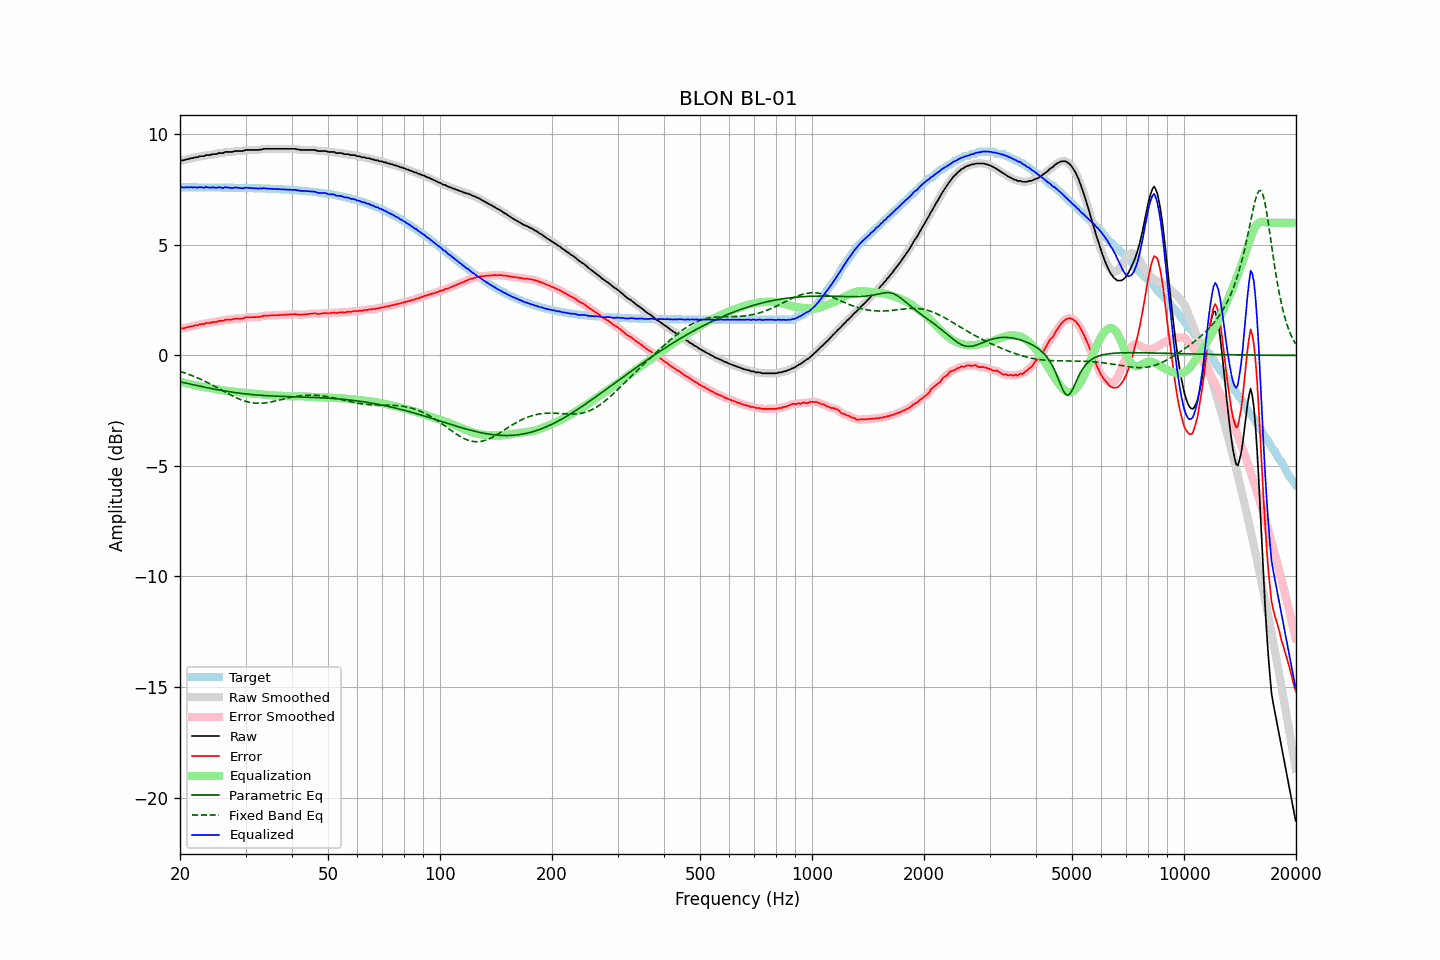 BLON BL-01
10
5
0
−5
−10
−15
−20
Amplitude (dBr)
Target
Raw Smoothed
Error Smoothed
Raw
Error
Equalization
Parametric Eq
Fixed Band Eq
Equalized
20 50 100 200 500 1000 2000 5000 10000 20000
Frequency (Hz)